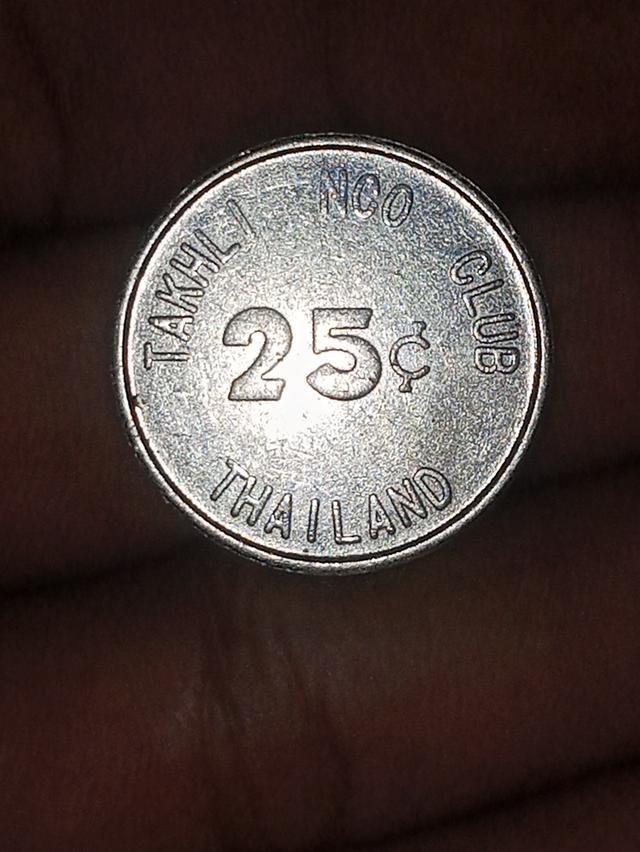 TAKHLI NCO CLUB
25¢
THAILAND